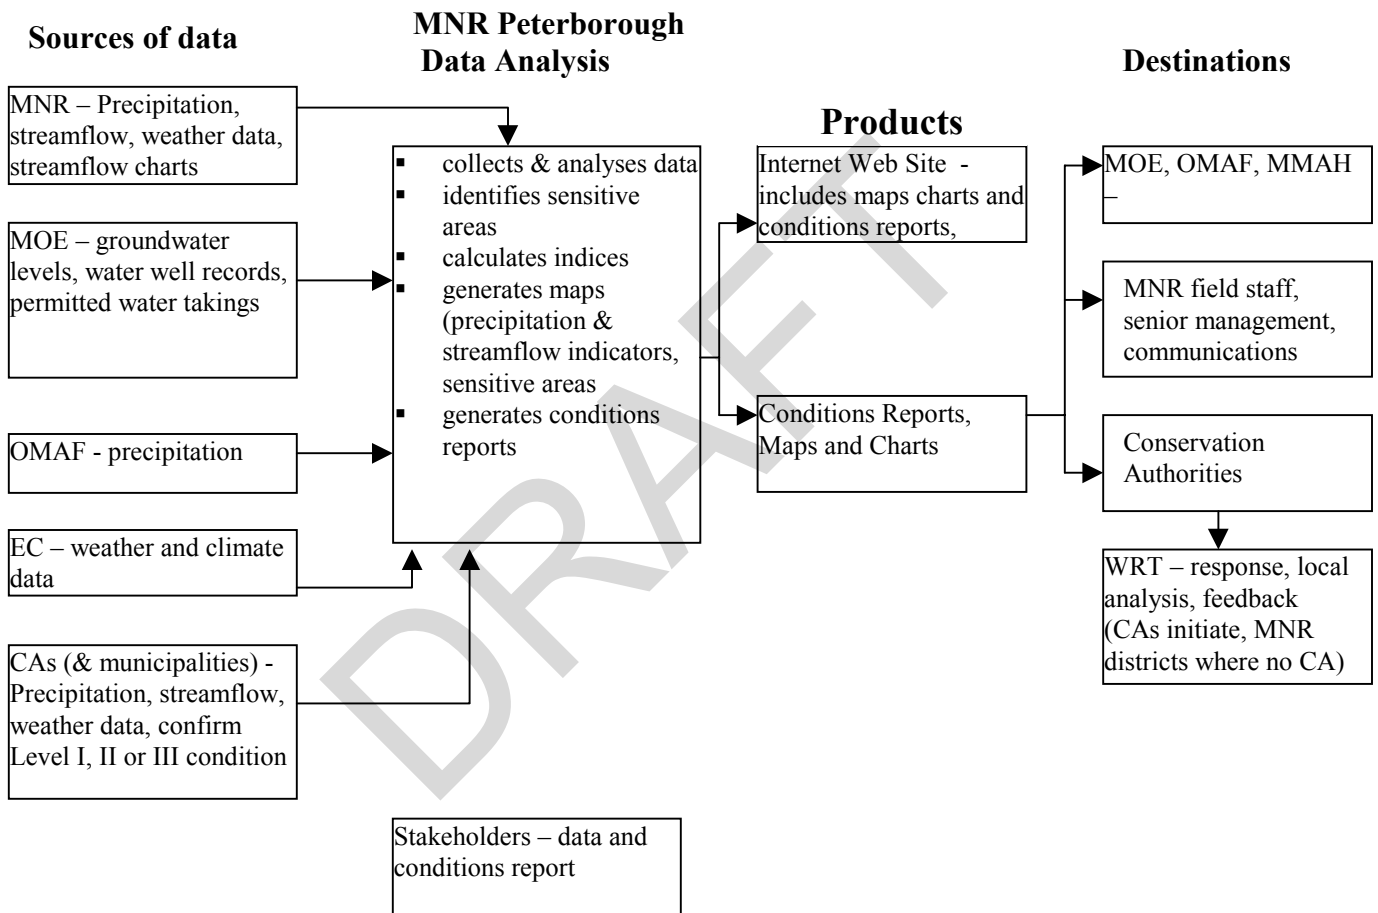 Sources of data
MNR Peterborough
Data Analysis
Products
Destinations
MNR – Precipitation,
streamflow, weather data,
streamflow charts
MOE – groundwater
levels, water well records,
permitted water takings
OMAF - precipitation
EC – weather and climate
data
CAs (& municipalities) -
Precipitation, streamflow,
weather data, confirm
Level I, II or III condition
▪ collects & analyses data
▪ identifies sensitive
areas
▪ calculates indices
▪ generates maps
(precipitation &
streamflow indicators,
sensitive areas
▪ generates conditions
reports
Stakeholders – data and
conditions report
Internet Web Site -
includes maps charts and
conditions reports,
Conditions Reports,
Maps and Charts
MOE, OMAF, MMAH
–
MNR field staff,
senior management,
communications
Conservation
Authorities
WRT – response, local
analysis, feedback
(CAs initiate, MNR
districts where no CA)
DRAFT